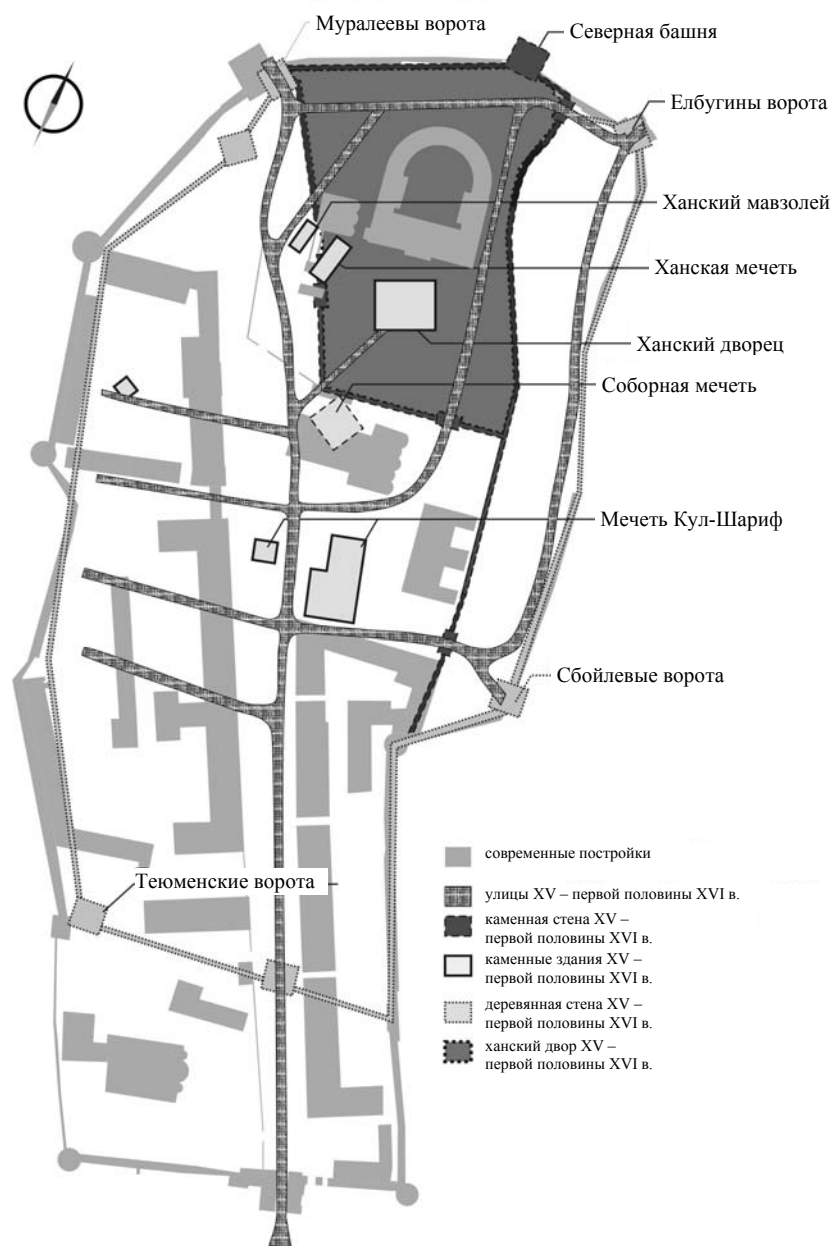 Муралеевы ворота
Северная башня
Елбугины ворота
Ханский мавзолей
Ханская мечеть
Ханский дворец
Соборная мечеть
Мечеть Кул-Шариф
Сбойлевые ворота
Теюменские ворота
современные постройки
улицы XV – первой половины XVI в.
каменная стена XV –
первой половины XVI в.
каменные здания XV –
первой половины XVI в.
деревянная стена XV –
первой половины XVI в.
ханский двор XV –
первой половины XVI в.